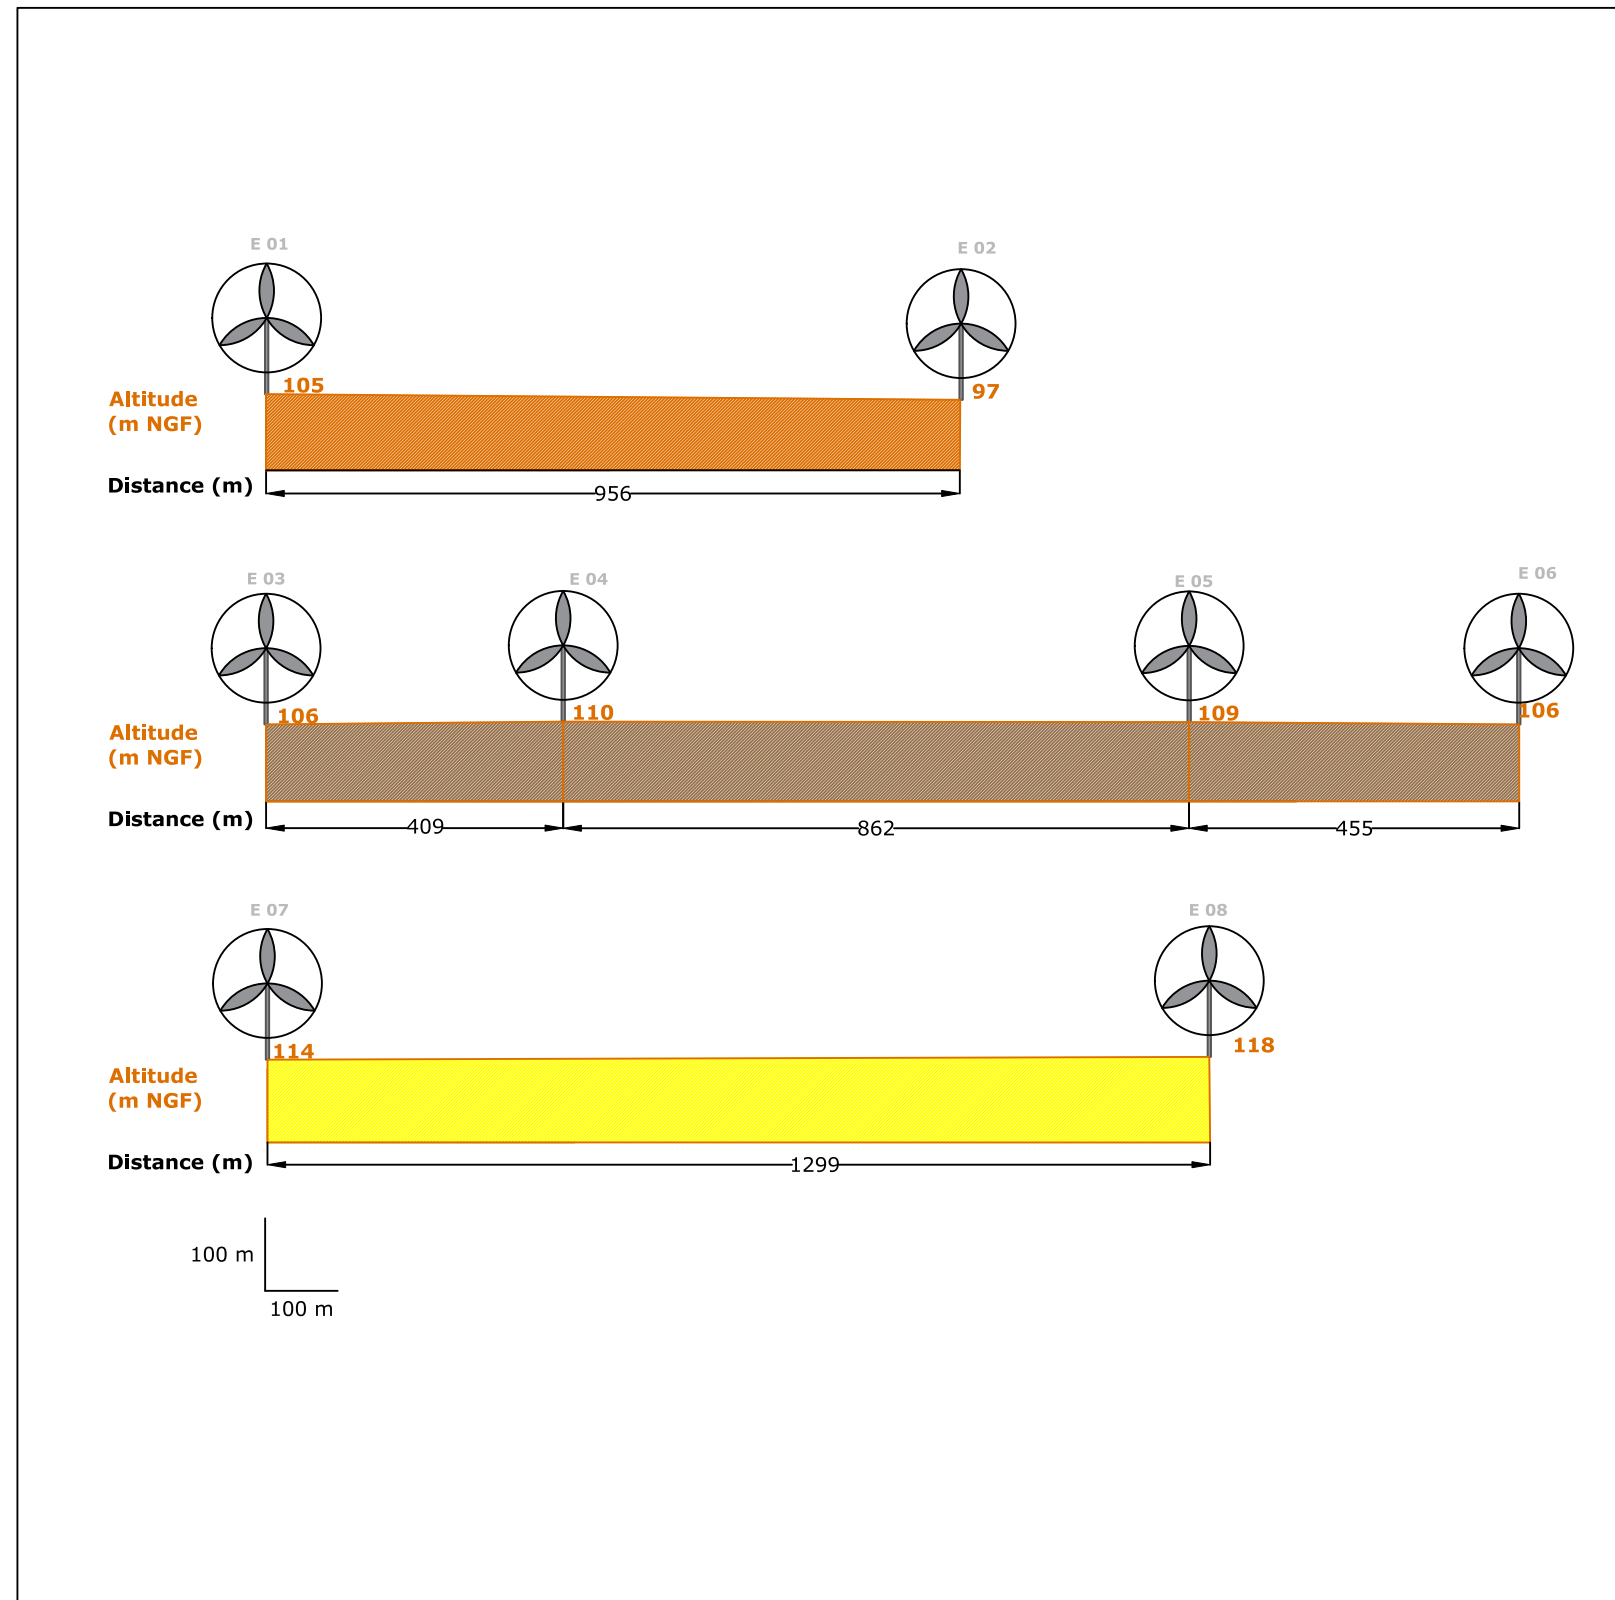 E 01
E 02
105
97
Altitude
(m NGF)
Distance (m)
956
E 03
E 04
E 05
E 06
106
110
109
106
Altitude
(m NGF)
Distance (m)
409
862
455
E 07
E 08
114
118
Altitude
(m NGF)
Distance (m)
1299
100 m
100 m